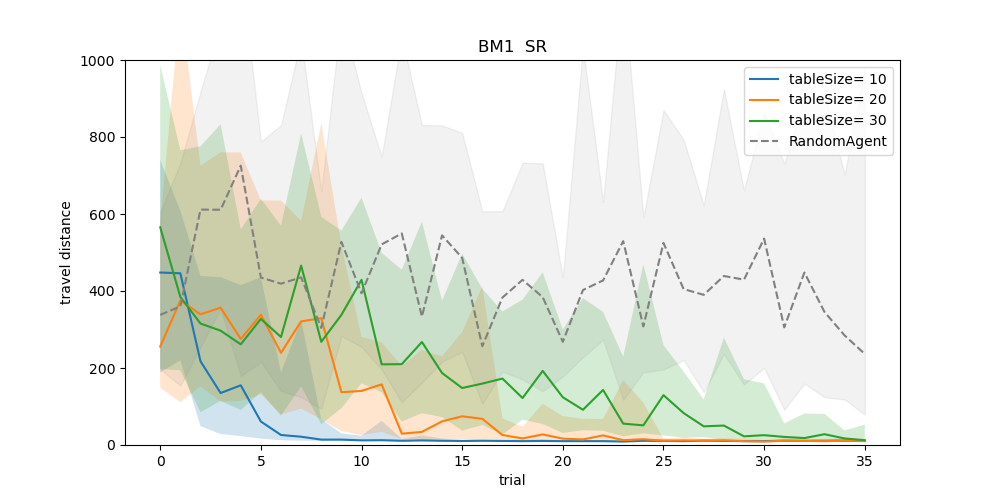 BM1  SR
1000
800
600
400
200
0
travel distance
0 5 10 15 20 25 30 35
trial
tableSize= 10
tableSize= 20
tableSize= 30
RandomAgent